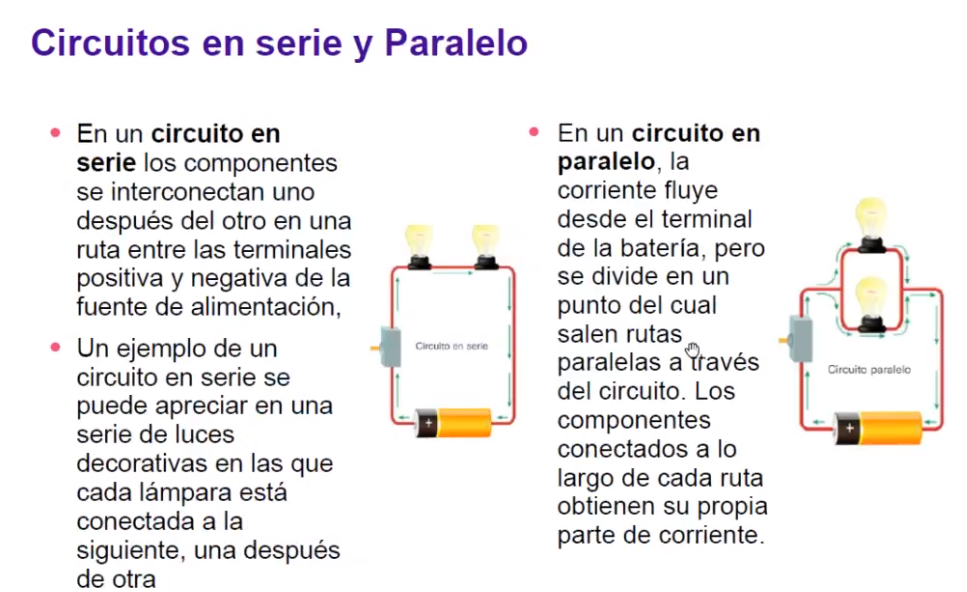 Circuitos en serie y Paralelo
• En un circuito en
serie los componentes
se interconectan uno
después del otro en una
ruta entre las terminales
positiva y negativa de la
fuente de alimentación,
• Un ejemplo de un
circuito en serie se
puede apreciar en una
serie de luces
decorativas en las que
cada lámpara está
conectada a la
siguiente, una después
de otra
Circuito en serie
+
• En un circuito en
paralelo, la
corriente fluye
desde el terminal
de la batería, pero
se divide en un
punto del cual
salen rutas
paralelas a través
del circuito. Los
componentes
conectados a lo
largo de cada ruta
obtienen su propia
parte de corriente.
Circuito paralelo
+